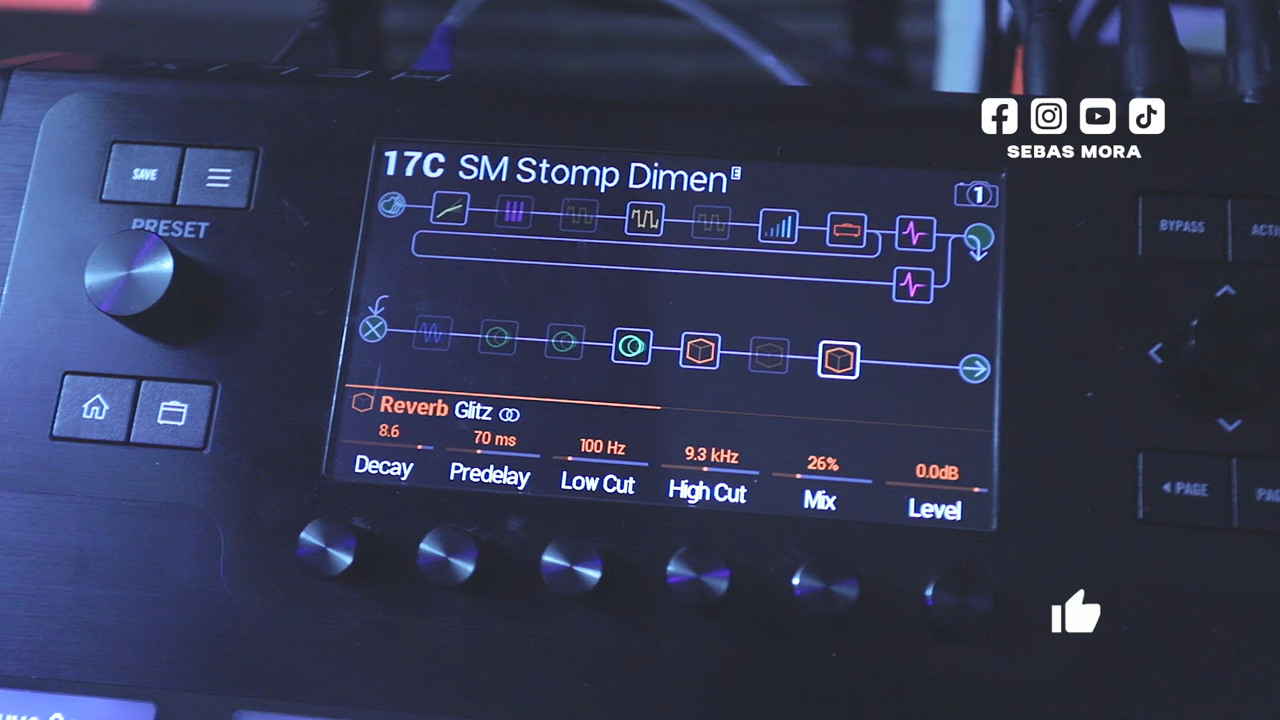 SEBAS MORA
SAVE
PRESET
17C SM Stomp Dimen E
1
BYPASS
Reverb Glitz
8.6
70 ms
100 Hz
9.3 kHz
26%
0.0dB
Decay
Predelay
Low Cut
High Cut
Mix
Level
PAGE